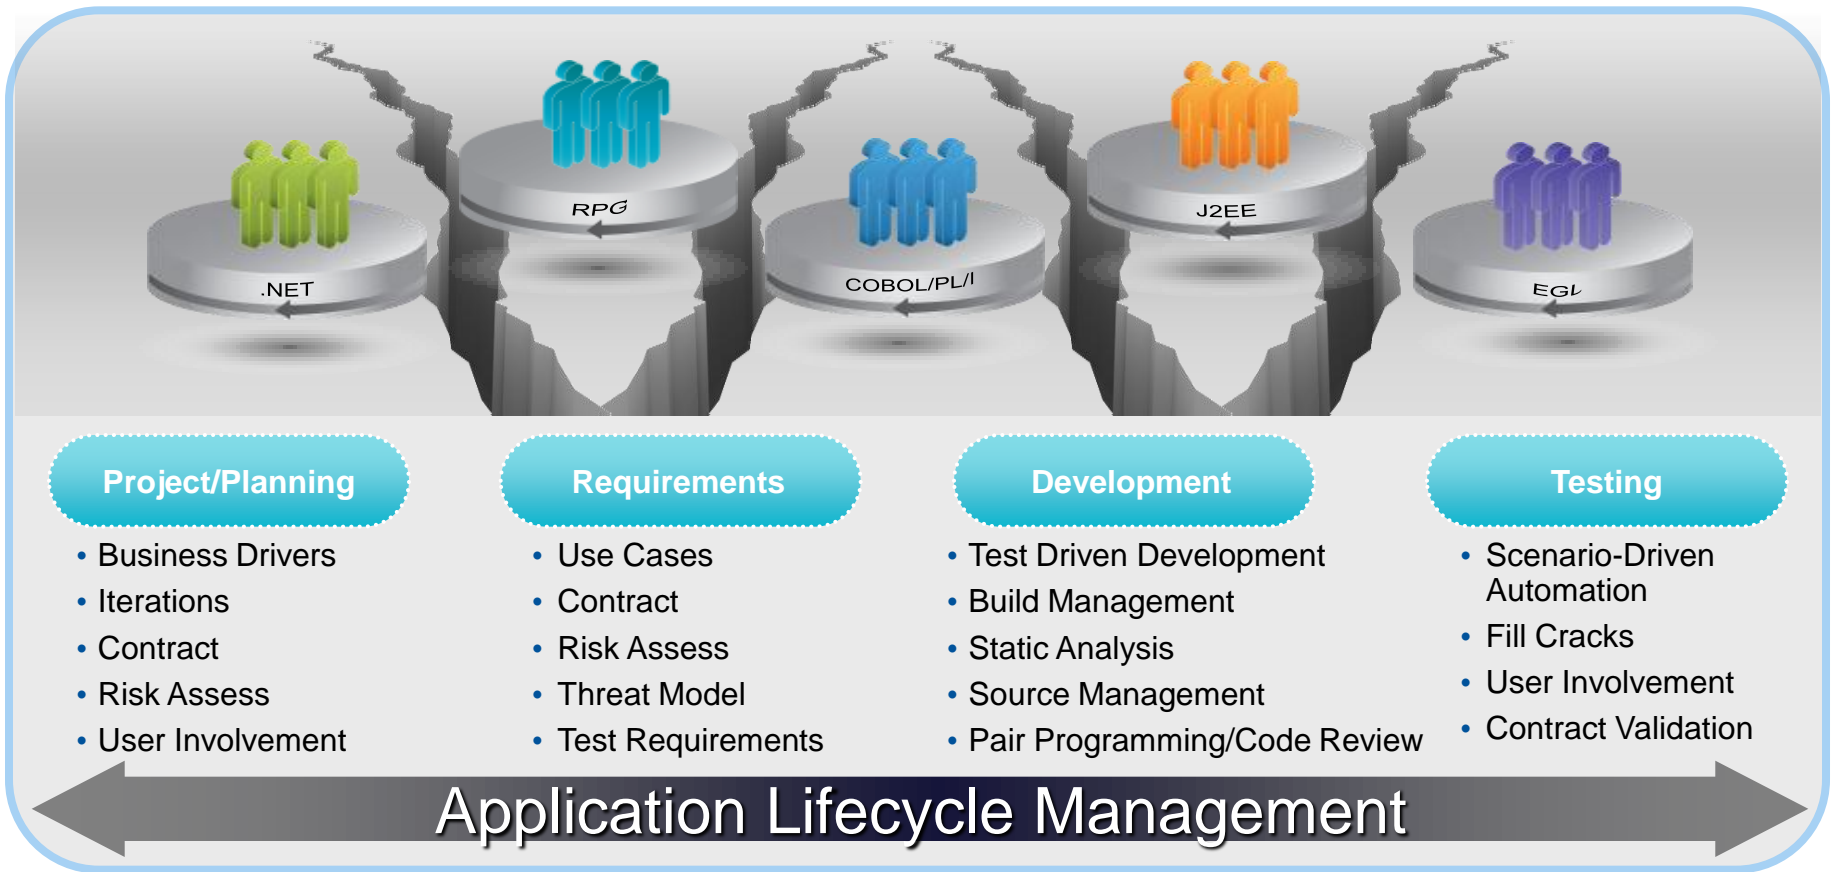 RPG
J2EE
.NET
COBOL/PL/I
EGL
Project/Planning
• Business Drivers
• Iterations
• Contract
• Risk Assess
• User Involvement
Requirements
• Use Cases
• Contract
• Risk Assess
• Threat Model
• Test Requirements
Development
• Test Driven Development
• Build Management
• Static Analysis
• Source Management
• Pair Programming/Code Review
Testing
• Scenario-Driven
Automation
• Fill Cracks
• User Involvement
• Contract Validation
Application Lifecycle Management